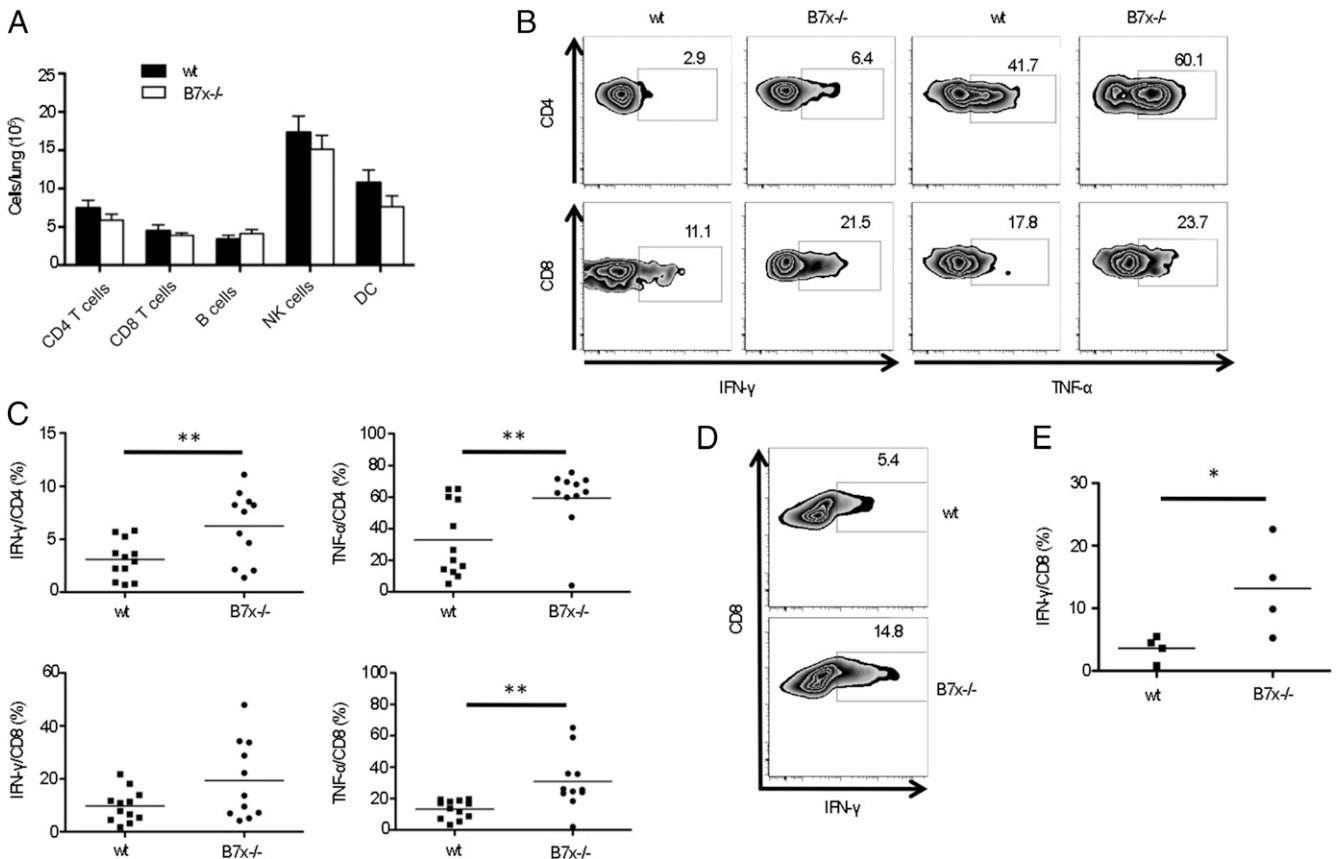 A
25
20
15
10
5
0
Cells/lung (10⁵)
wt
B7x-/-
CD4 T cells
CD8 T cells
B cells
NK cells
DC
B
wt
B7x-/-
wt
B7x-/-
CD4
2.9
6.4
41.7
60.1
CD8
11.1
21.5
17.8
23.7
IFN-γ
TNF-α
C
IFN-γ/CD4 (%)
15
10
5
0
**
wt
B7x-/-
TNF-α/CD4 (%)
100
80
60
40
20
0
**
wt
B7x-/-
IFN-γ/CD8 (%)
60
40
20
0
wt
B7x-/-
TNF-α/CD8 (%)
100
80
60
40
20
0
**
wt
B7x-/-
D
CD8
5.4
wt
14.8
B7x-/-
IFN-γ
E
IFN-γ/CD8 (%)
30
20
10
0
*
wt
B7x-/-